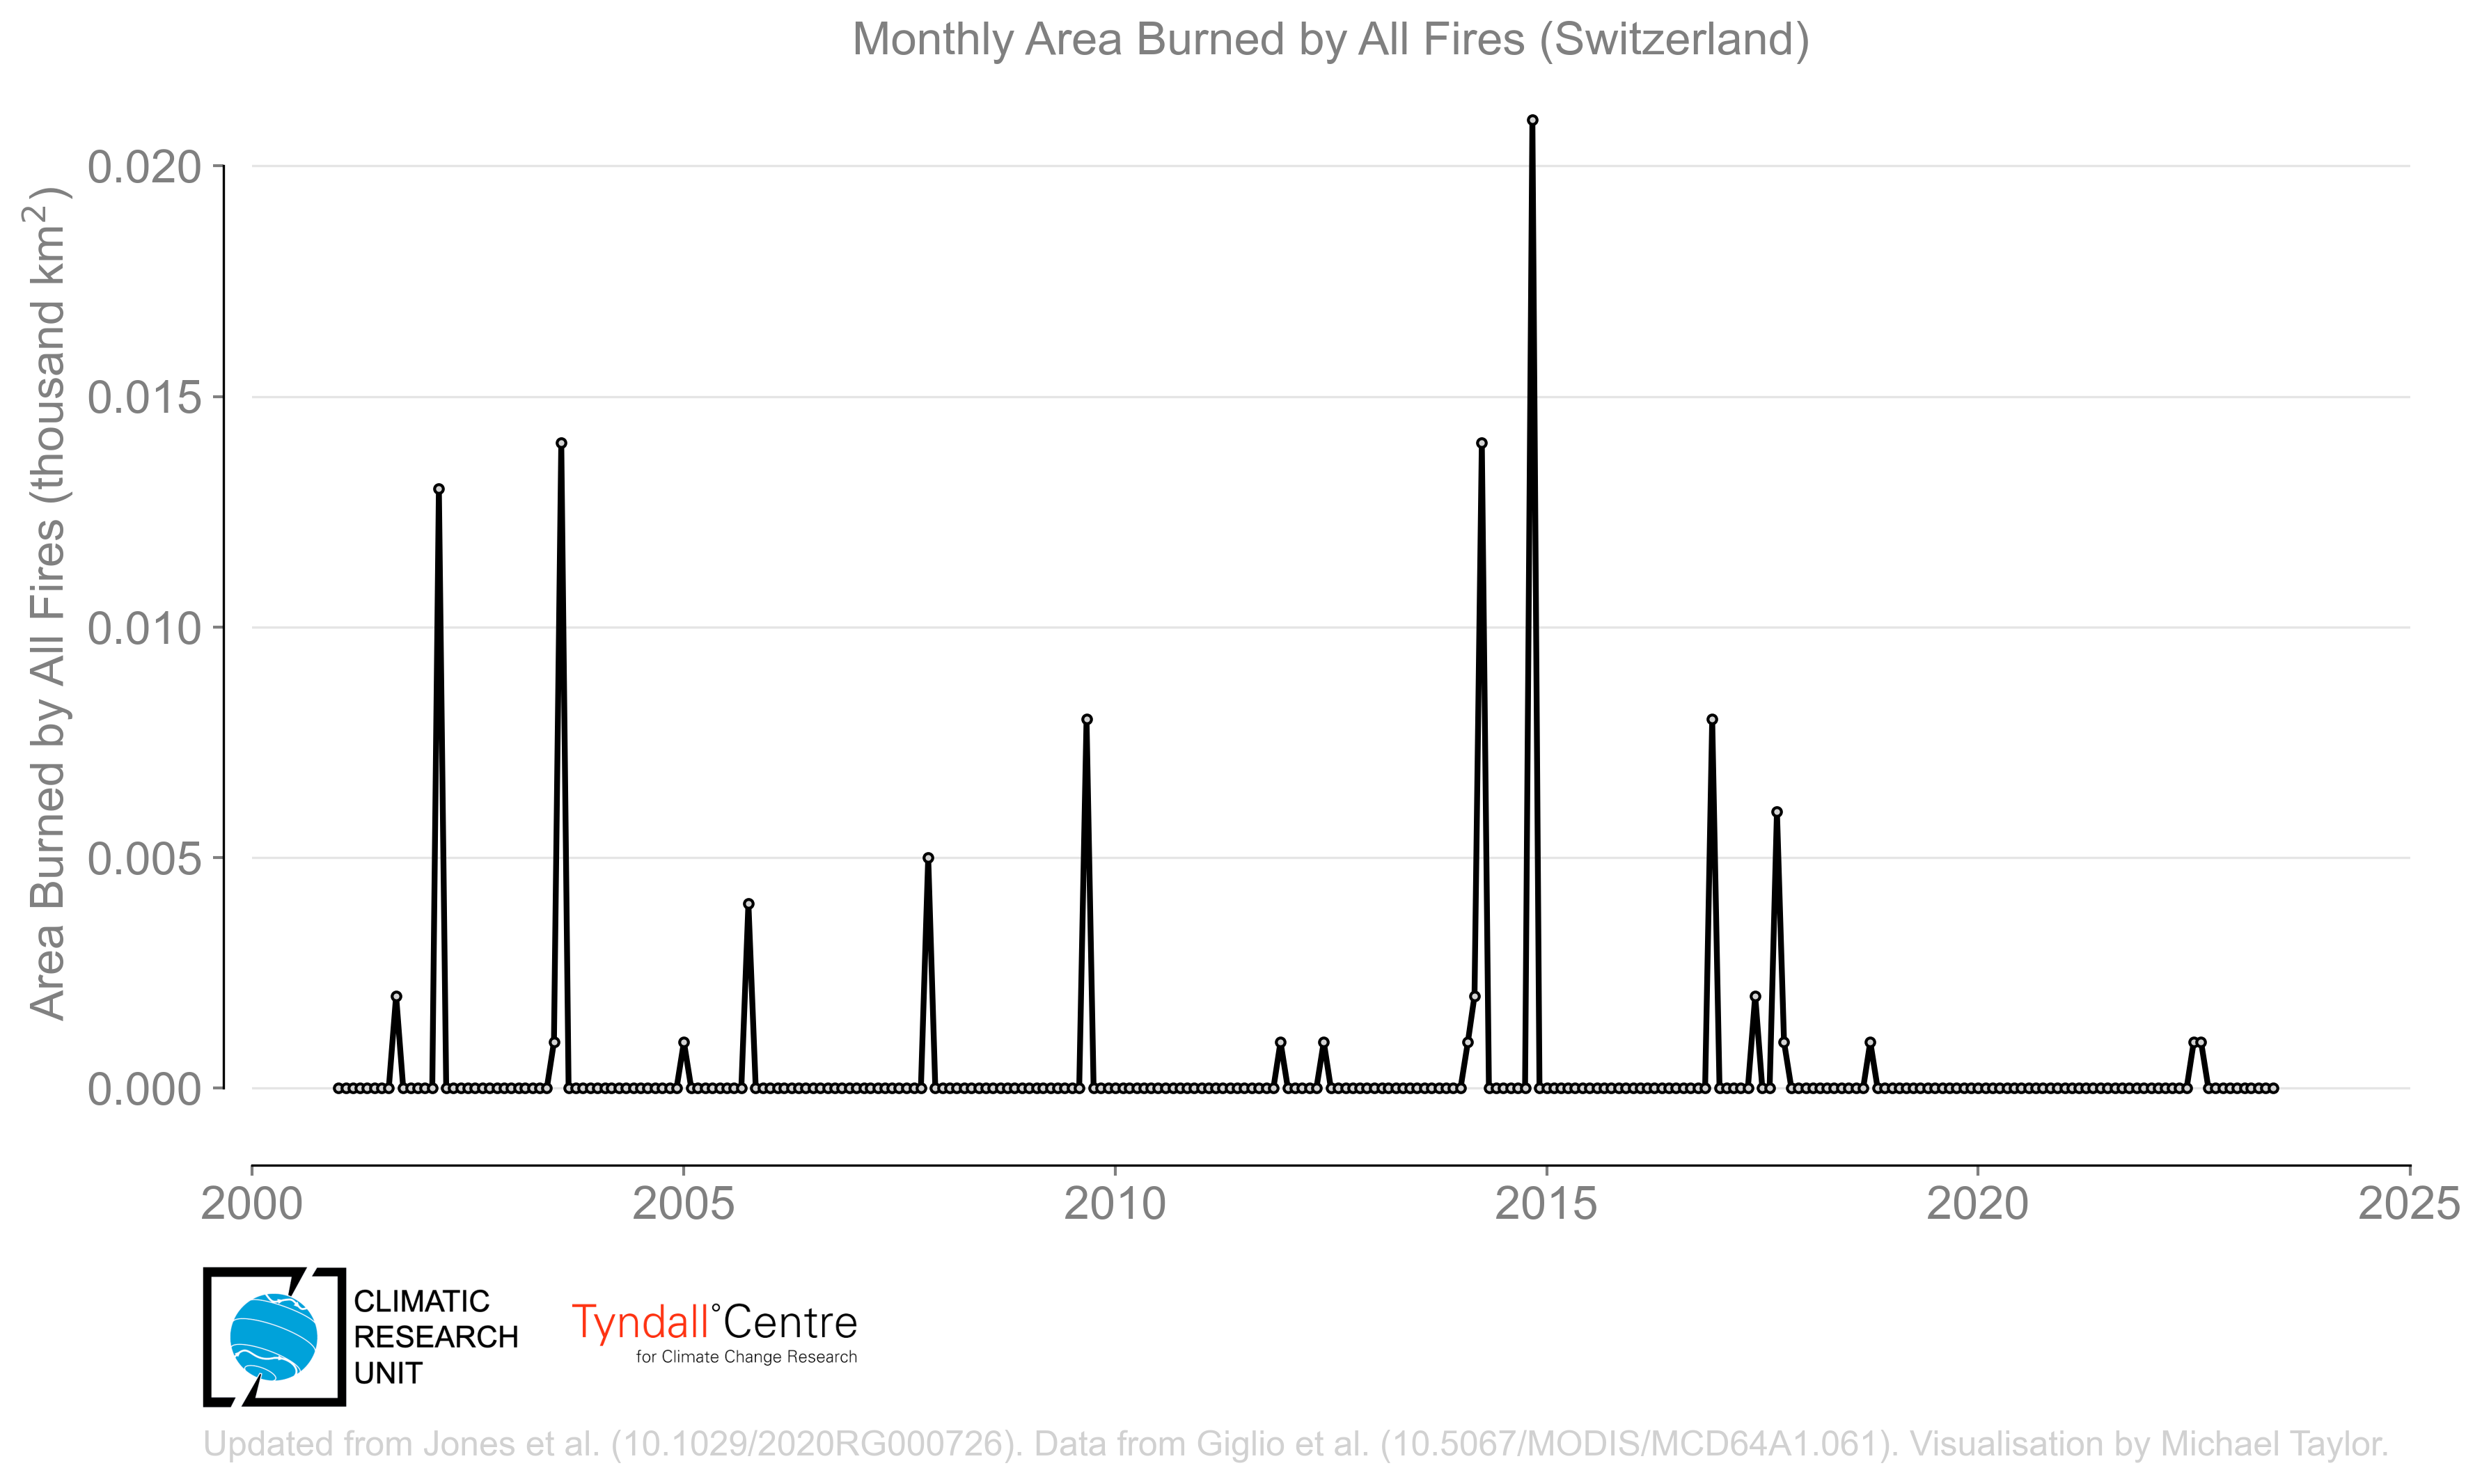 Monthly Area Burned by All Fires (Switzerland)
Area Burned by All Fires (thousand km²)
0.020
0.015
0.010
0.005
0.000
2000 2005 2010 2015 2020 2025
CLIMATIC
RESEARCH
UNIT
Tyndall°Centre
for Climate Change Research
Updated from Jones et al. (10.1029/2020RG000726). Data from Giglio et al. (10.5067/MODIS/MCD64A1.061). Visualisation by Michael Taylor.